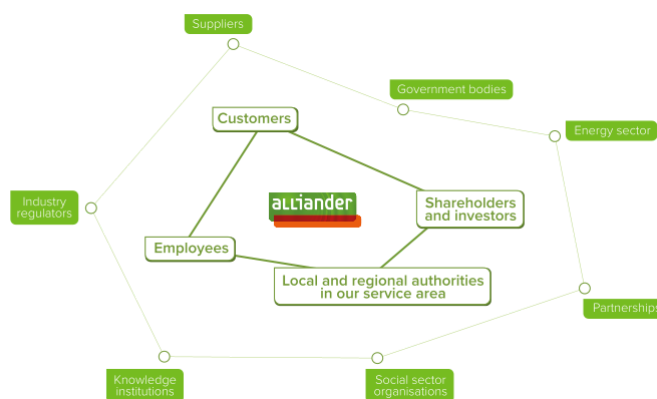 Suppliers
Government bodies
Customers
Energy sector
alliander
Industry
regulators
Shareholders
and investors
Employees
Local and regional authorities
in our service area
Partnerships
Knowledge
institutions
Social sector
organisations